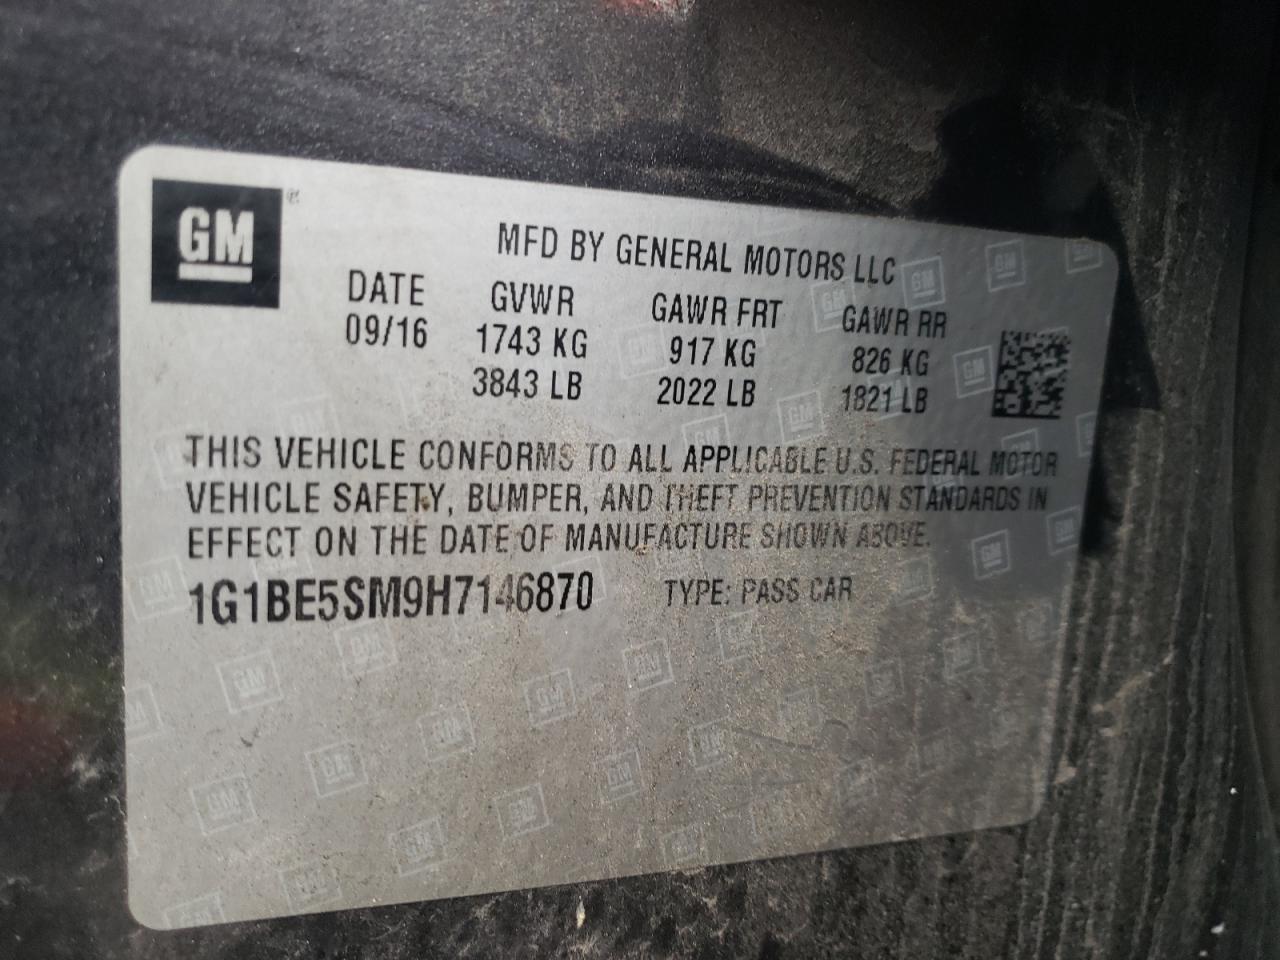 GM
MFD BY GENERAL MOTORS LLC
DATE GVWR GAWR FRT GAWR RR
09/16 1743 KG 917 KG 826 KG
3843 LB 2022 LB 1821 LB
THIS VEHICLE CONFORMS TO ALL APPLICABLE U.S. FEDERAL MOTOR
VEHICLE SAFETY, BUMPER, AND THEFT PREVENTION STANDARDS IN
EFFECT ON THE DATE OF MANUFACTURE SHOWN ABOVE.
1G1BE5SM9H7146870 TYPE: PASS CAR